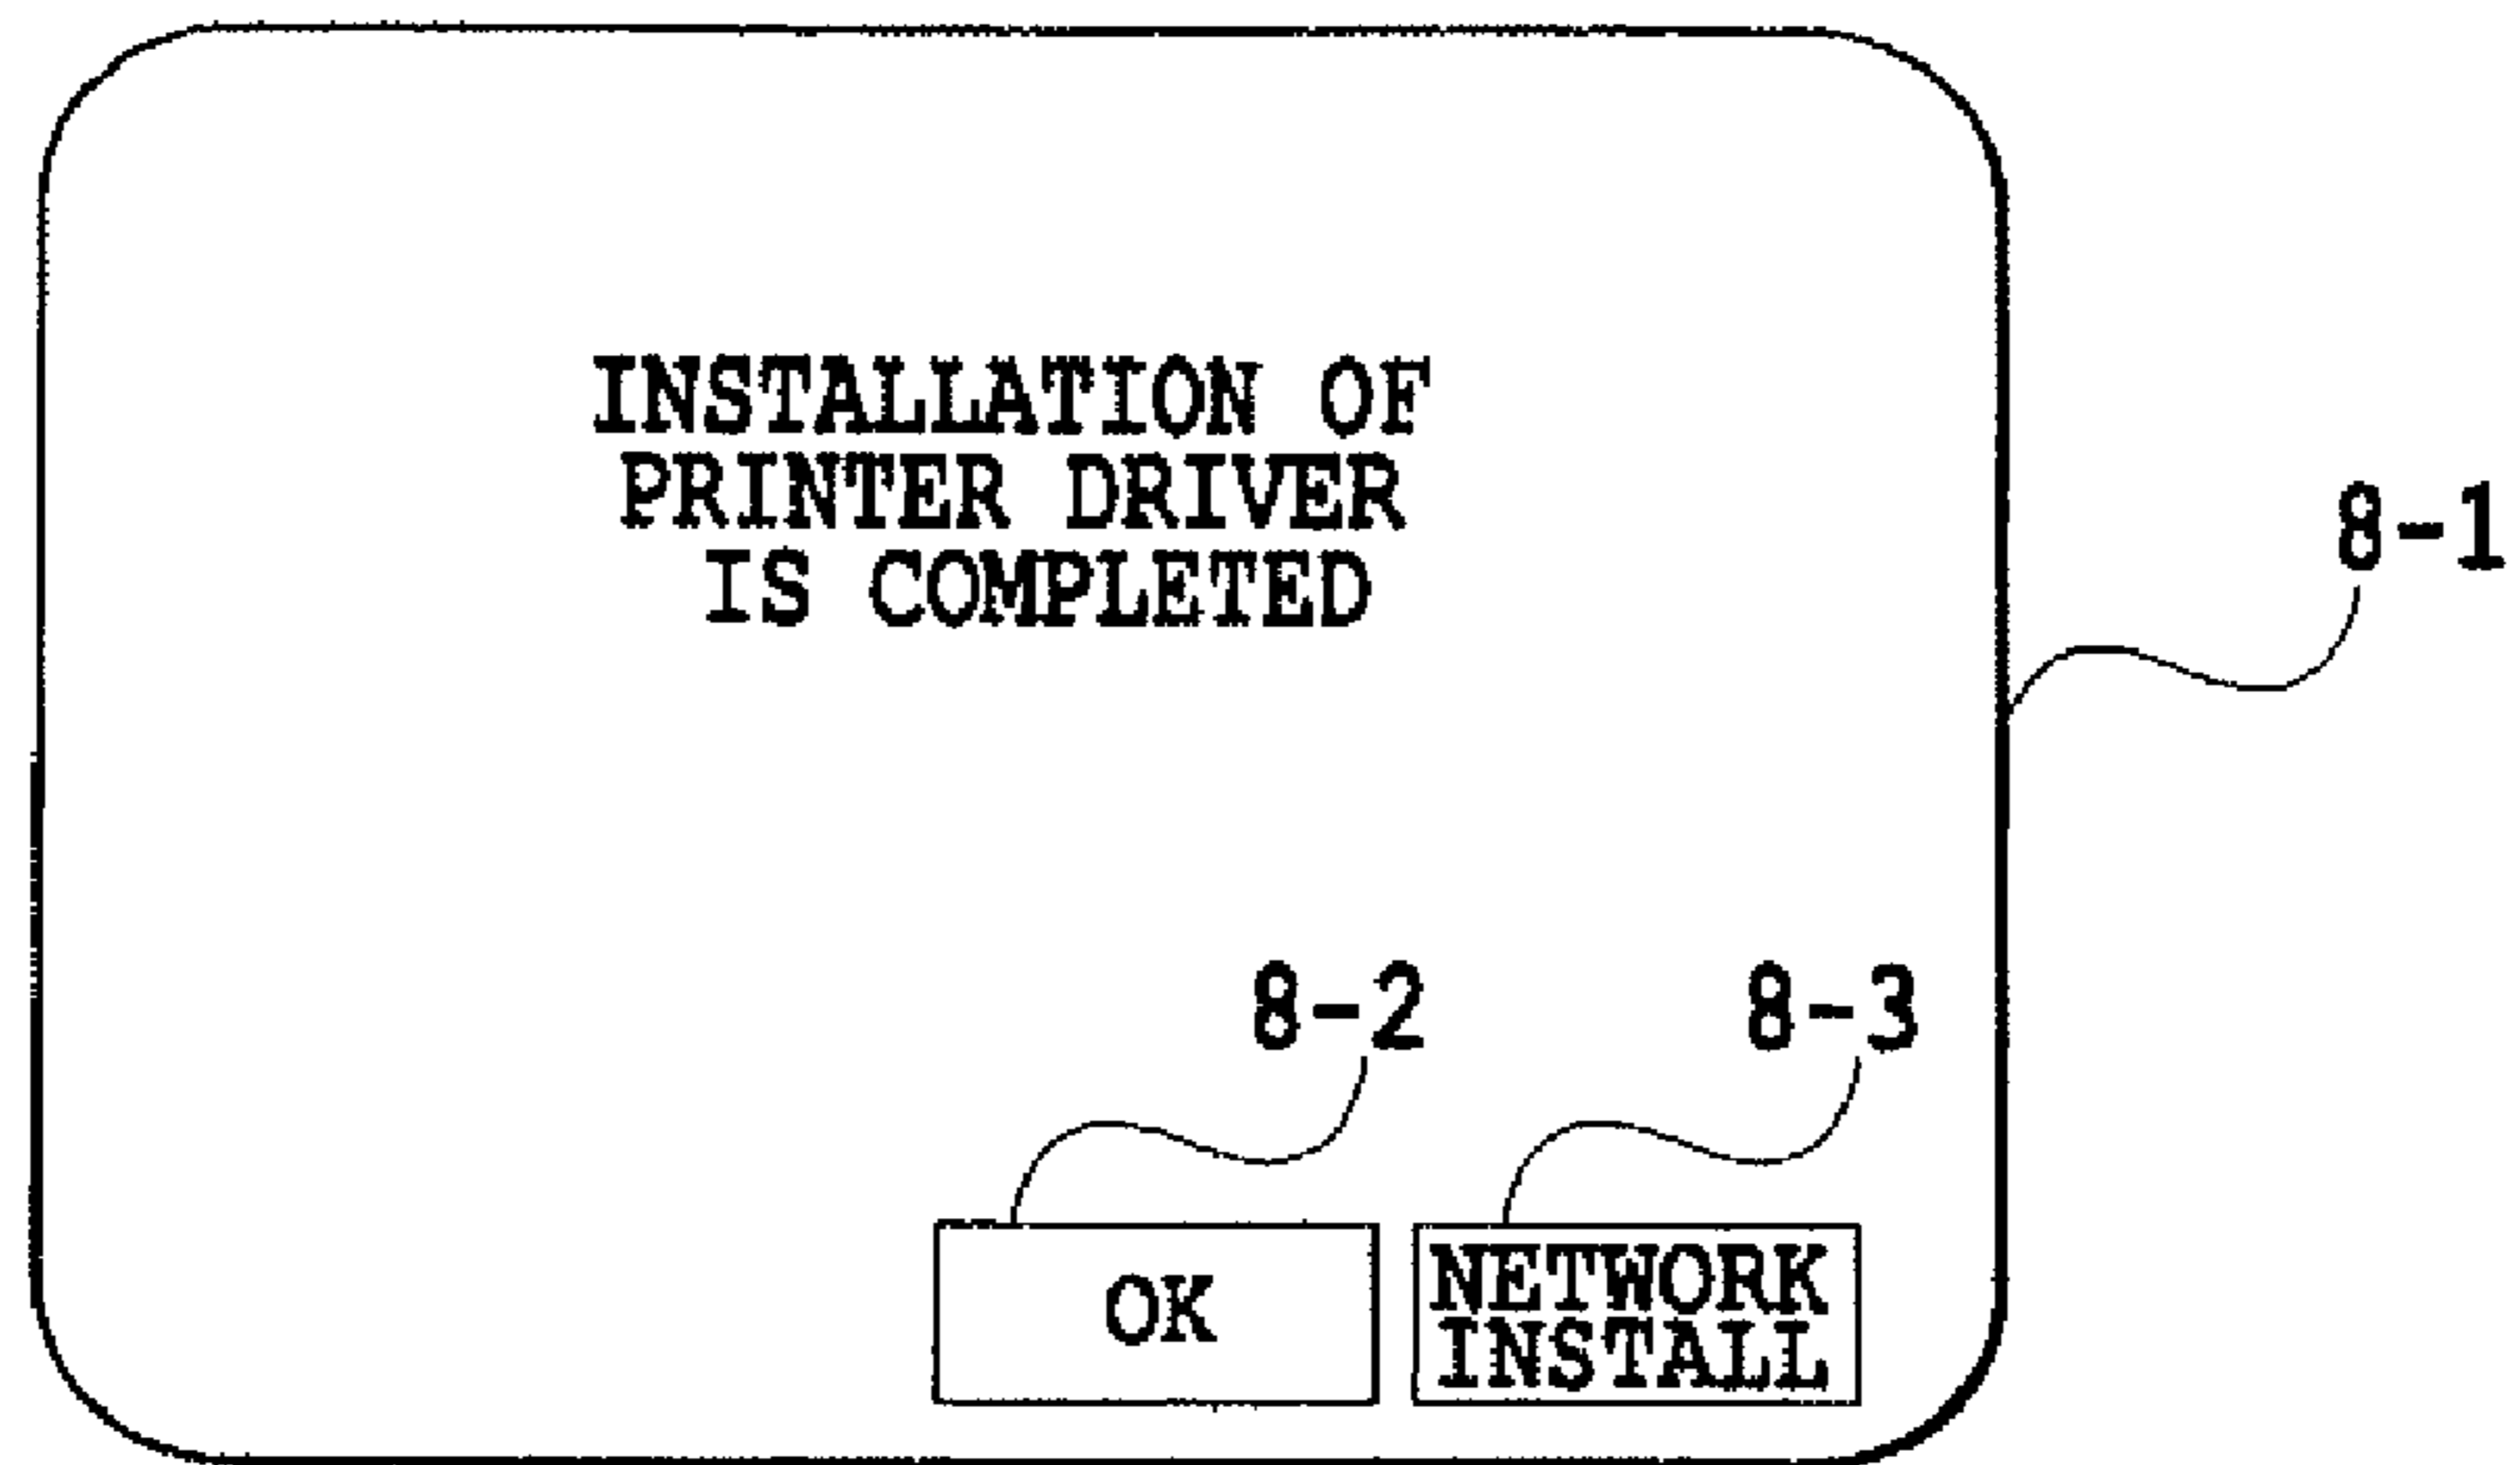 INSTALLATION OF
PRINTER DRIVER
IS COMPLETED
8-1
8-2
8-3
OK
NETWORK
INSTALL